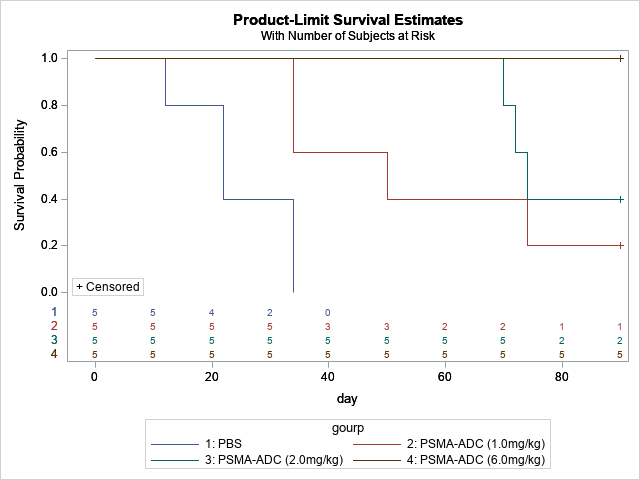 Product-Limit Survival Estimates
With Number of Subjects at Risk
1.0
0.8
0.6
0.4
0.2
0.0
Survival Probability
+ Censored
1 5 5 4 2 0
2 5 5 5 5 3 3 2 2 1 1
3 5 5 5 5 5 5 5 5 2 2
4 5 5 5 5 5 5 5 5 5 5
0 20 40 60 80
day
gourp
1: PBS 2: PSMA-ADC (1.0mg/kg)
3: PSMA-ADC (2.0mg/kg) 4: PSMA-ADC (6.0mg/kg)